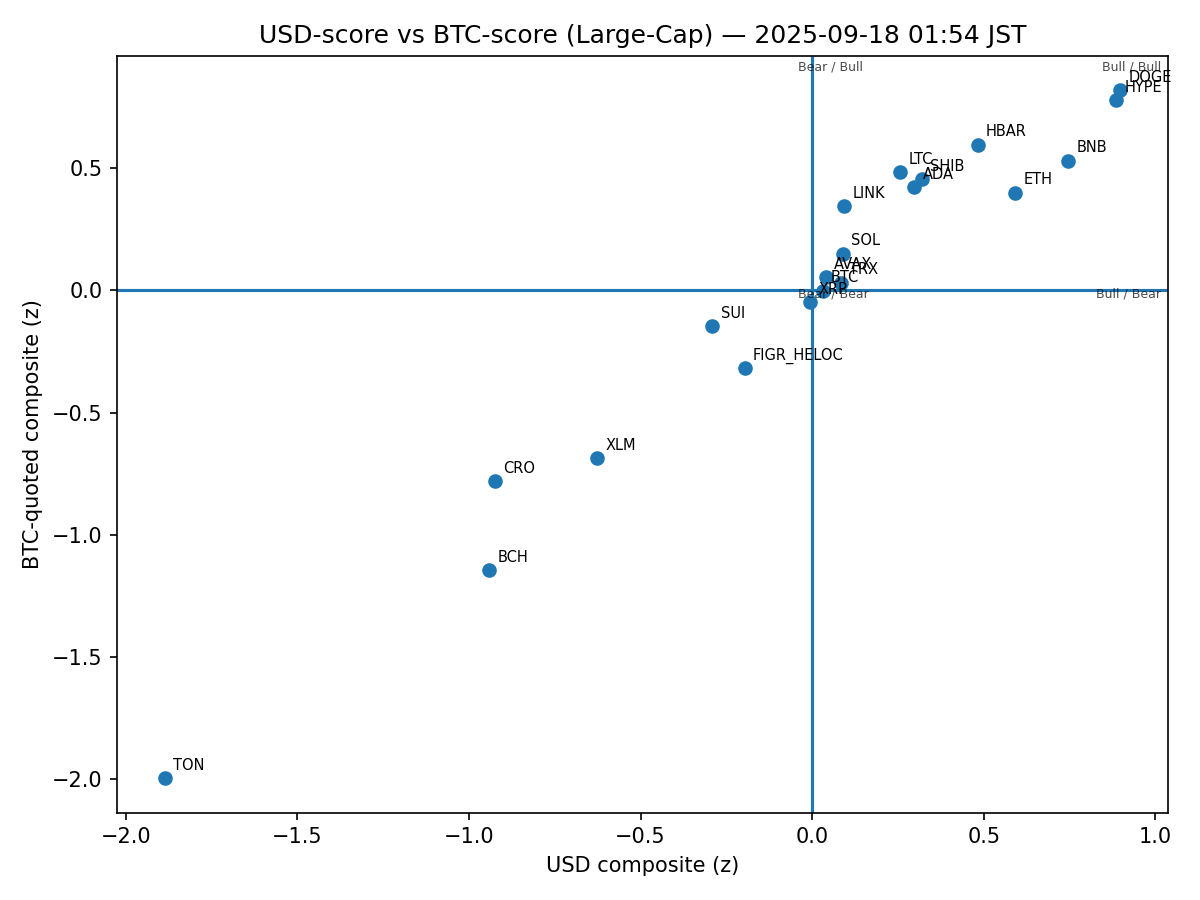 USD-score vs BTC-score (Large-Cap) — 2025-09-18 01:54 JST
Bear / Bull
Bull / Bull
DOGE
HYPE
HBAR
BNB
LTC
SHIB
ADA
ETH
LINK
SOL
AVAX
TRX
BTC
XRP
Bear / Bear
Bull / Bear
SUI
FIGR_HELOC
XLM
CRO
BCH
TON
0.5
0.0
−0.5
−1.0
−1.5
−2.0
BTC-quoted composite (z)
−2.0
−1.5
−1.0
−0.5
0.0
0.5
1.0
USD composite (z)